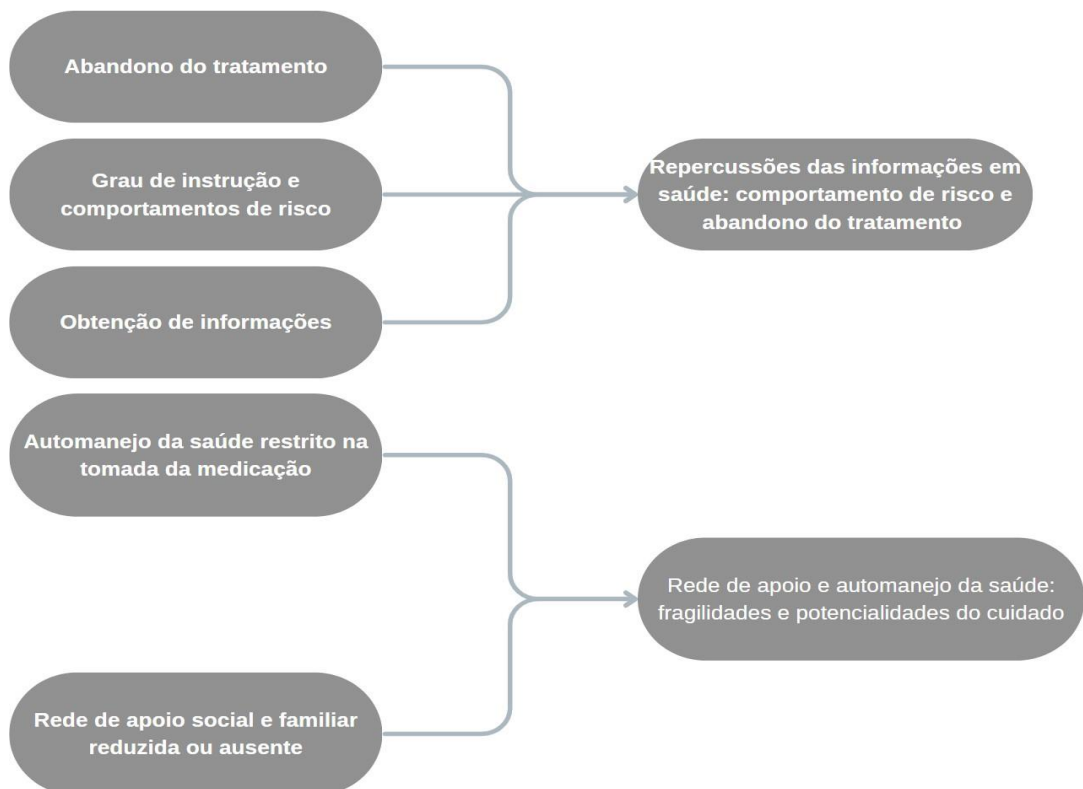 Abandono do tratamento
Grau de instrução e
comportamentos de risco
Obtenção de informações
Repercussões das informações em
saúde: comportamento de risco e
abandono do tratamento
Automanejo da saúde restrito na
tomada da medicação
Rede de apoio social e familiar
reduzida ou ausente
Rede de apoio e automanejo da saúde:
fragilidades e potencialidades do cuidado